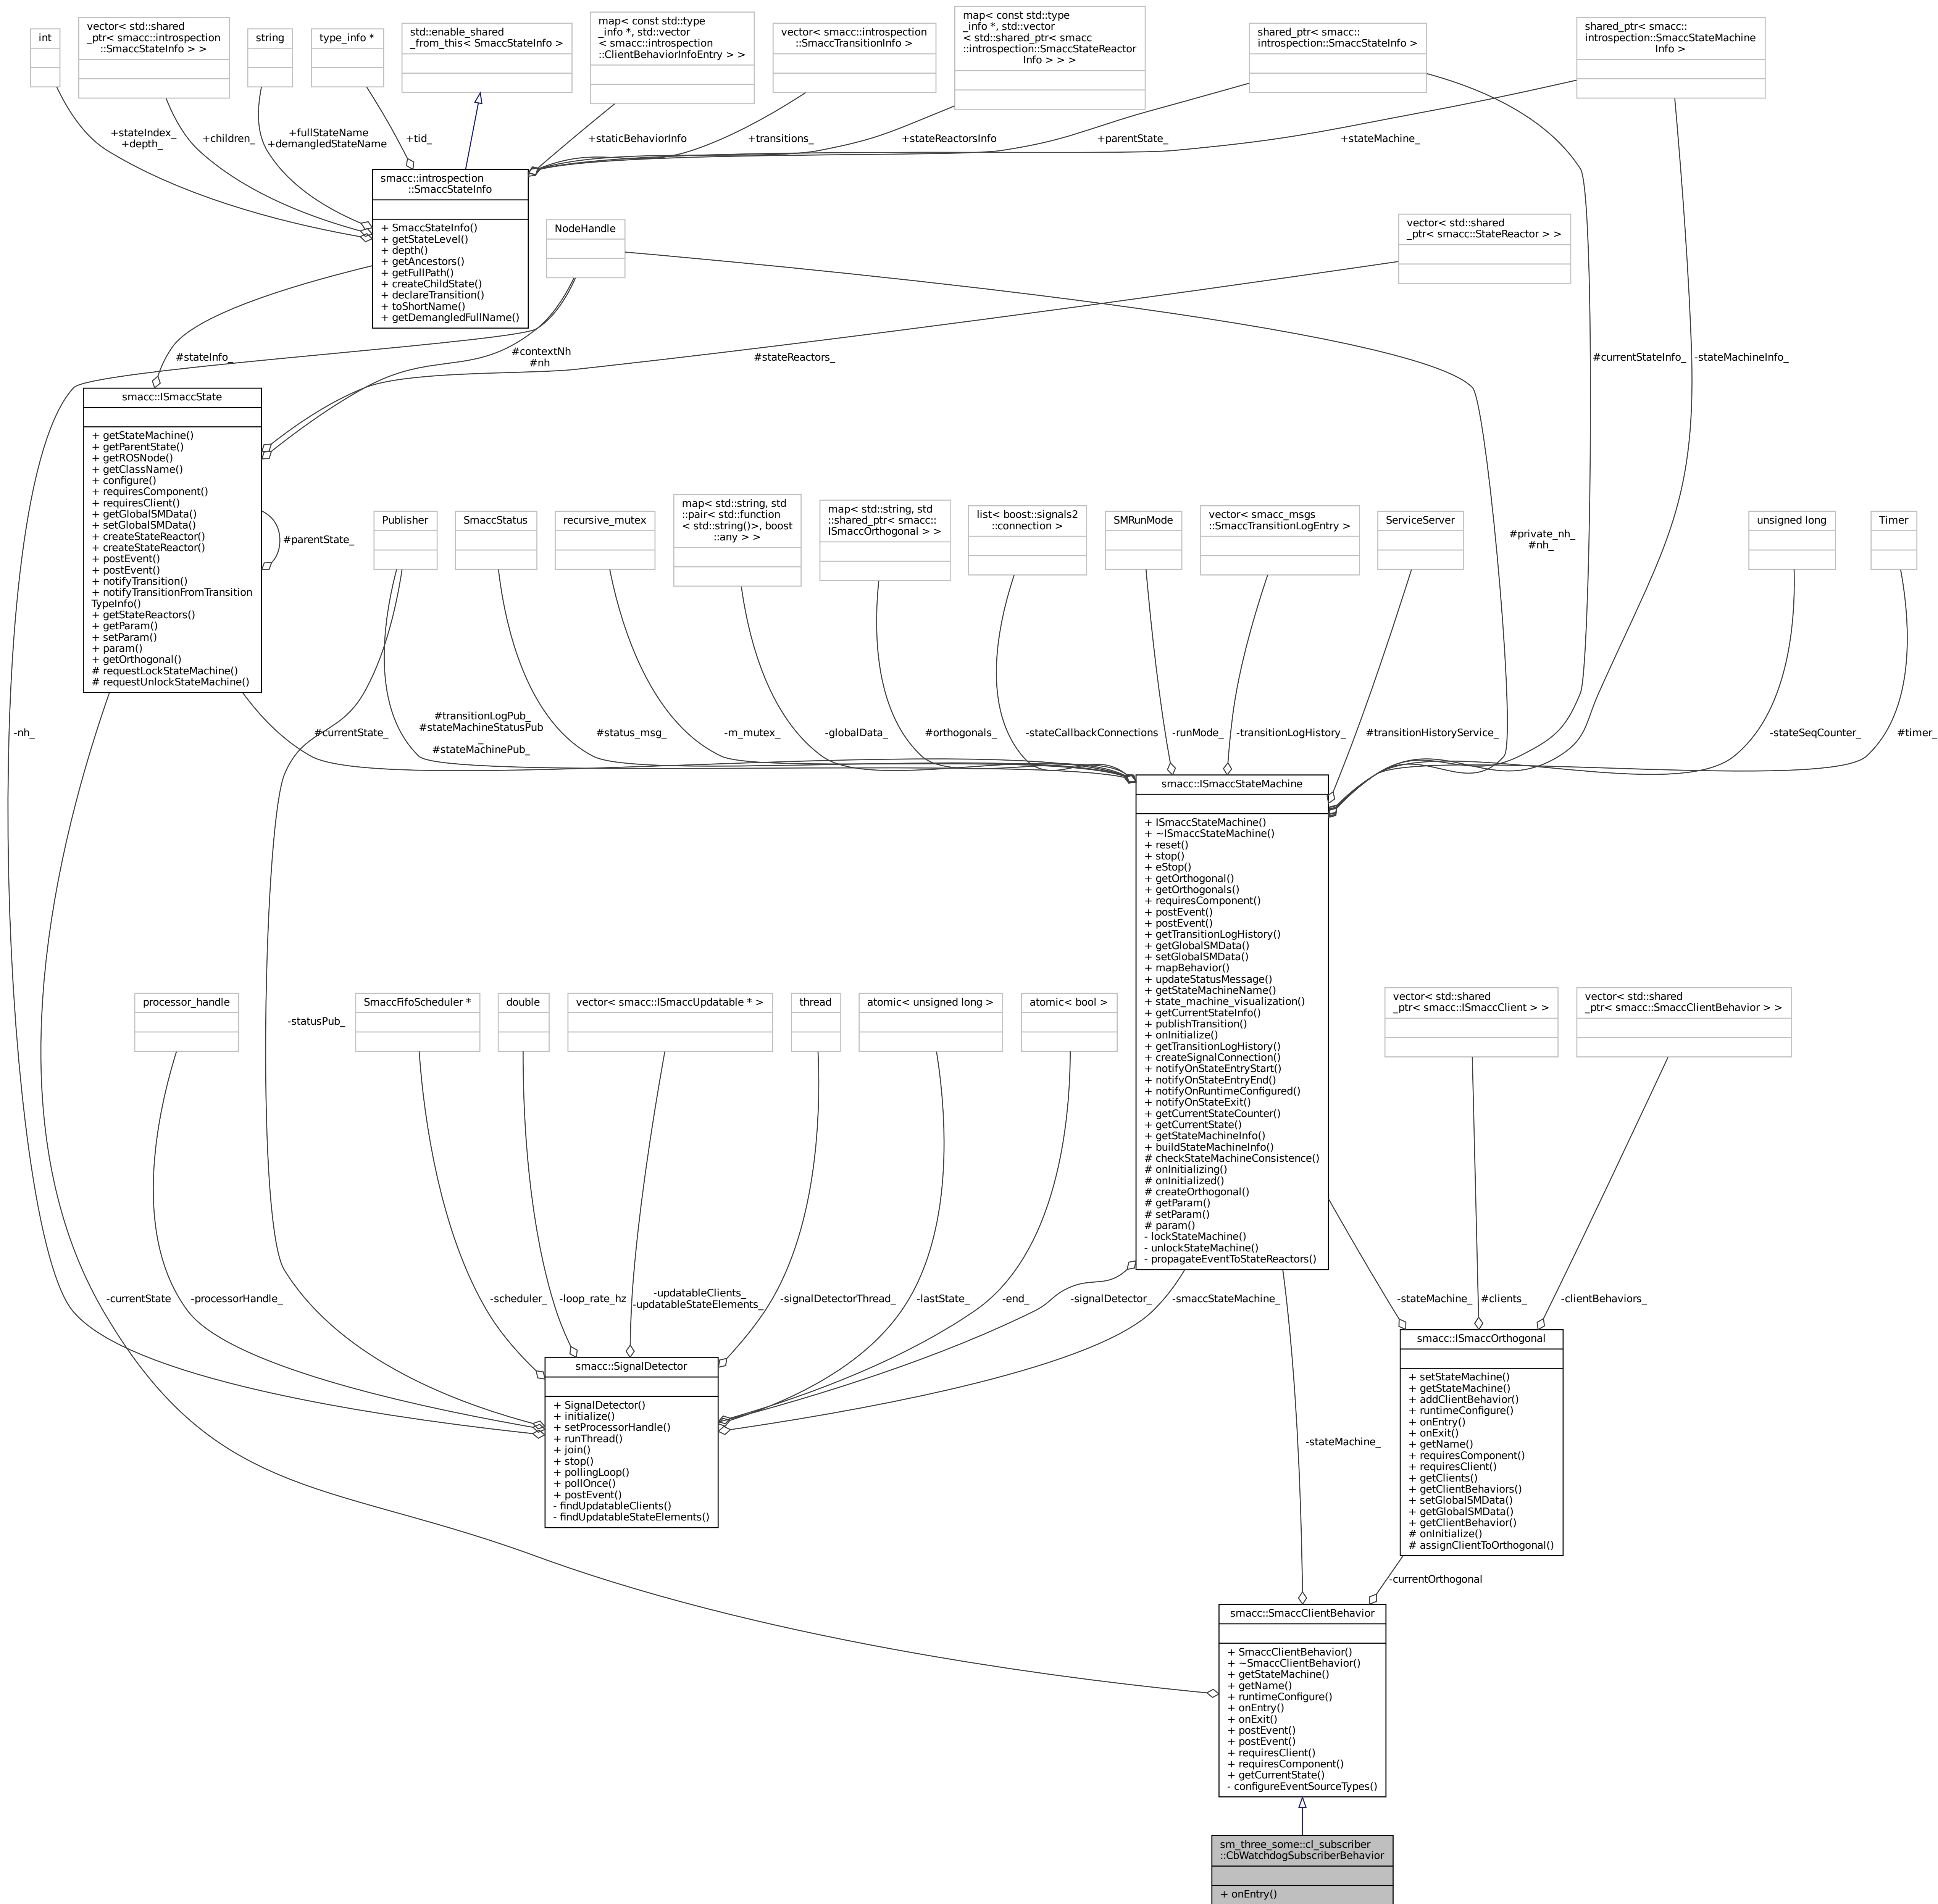 int
vector< std::shared
_ptr< smacc::introspection
::SmaccStateInfo > >
string
type_info *
std::enable_shared
_from_this< SmaccStateInfo >
map< const std::type
_info *, std::vector
< smacc::introspection
::ClientBehaviorInfoEntry > >
vector< smacc::introspection
::SmaccTransitionInfo >
map< const std::type
_info *, std::vector
< std::shared_ptr< smacc
::introspection::SmaccStateReactor
Info > > >
shared_ptr< smacc::
introspection::SmaccStateInfo >
shared_ptr< smacc::
introspection::SmaccStateMachine
Info >
+stateIndex_
+depth_
+children_
+fullStateName
+demangledStateName
+tid_
+staticBehaviorInfo
+transitions_
+stateReactorsInfo
+parentState_
+stateMachine_
smacc::introspection
::SmaccStateInfo
+ SmaccStateInfo()
+ getStateLevel()
+ depth()
+ getAncestors()
+ getFullPath()
+ createChildState()
+ declareTransition()
+ toShortName()
+ getDemangledFullName()
NodeHandle
vector< std::shared
_ptr< smacc::StateReactor > >
#stateInfo_
#contextNh
#nh
#stateReactors_
#currentStateInfo_
-stateMachineInfo_
smacc::ISmaccState
+ getStateMachine()
+ getParentState()
+ getROSNode()
+ getClassName()
+ configure()
+ requiresComponent()
+ requiresClient()
+ getGlobalSMData()
+ setGlobalSMData()
+ createStateReactor()
+ createStateReactor()
+ postEvent()
+ postEvent()
+ notifyTransition()
+ notifyTransitionFromTransition
TypeInfo()
+ getStateReactors()
+ getParam()
+ setParam()
+ param()
+ getOrthogonal()
# requestLockStateMachine()
# requestUnlockStateMachine()
#parentState_
Publisher
SmaccStatus
recursive_mutex
map< std::string, std
::pair< std::function
< std::string()>, boost
::any > >
map< std::string, std
::shared_ptr< smacc::
ISmaccOrthogonal > >
list< boost::signals2
::connection >
SMRunMode
vector< smacc_msgs
::SmaccTransitionLogEntry >
ServiceServer
#private_nh_
#nh_
unsigned long
Timer
-nh_
#currentState_
#transitionLogPub_
#stateMachineStatusPub
_
#stateMachinePub_
#status_msg_
-m_mutex_
-globalData_
#orthogonals_
-stateCallbackConnections
-runMode_
-transitionLogHistory_
#transitionHistoryService_
-stateSeqCounter_
#timer_
smacc::ISmaccStateMachine
+ ISmaccStateMachine()
+ ~ISmaccStateMachine()
+ reset()
+ stop()
+ eStop()
+ getOrthogonal()
+ getOrthogonals()
+ requiresComponent()
+ postEvent()
+ postEvent()
+ getTransitionLogHistory()
+ getGlobalSMData()
+ setGlobalSMData()
+ mapBehavior()
+ updateStatusMessage()
+ getStateMachineName()
+ state_machine_visualization()
+ getCurrentStateInfo()
+ publishTransition()
+ onInitialize()
+ getTransitionLogHistory()
+ createSignalConnection()
+ notifyOnStateEntryStart()
+ notifyOnStateEntryEnd()
+ notifyOnRuntimeConfigured()
+ notifyOnStateExit()
+ getCurrentStateCounter()
+ getCurrentState()
+ getStateMachineInfo()
+ buildStateMachineInfo()
# checkStateMachineConsistence()
# onInitializing()
# onInitialized()
# createOrthogonal()
# getParam()
# setParam()
# param()
- lockStateMachine()
- unlockStateMachine()
- propagateEventToStateReactors()
processor_handle
-statusPub_
SmaccFifoScheduler *
double
vector< smacc::ISmaccUpdatable * >
thread
atomic< unsigned long >
atomic< bool >
vector< std::shared
_ptr< smacc::ISmaccClient > >
vector< std::shared
_ptr< smacc::SmaccClientBehavior > >
-currentState
-processorHandle_
-scheduler_
-loop_rate_hz
-updatableClients_
-updatableStateElements_
-signalDetectorThread_
-lastState_
-end_
-signalDetector_
-smaccStateMachine_
-stateMachine_
#clients_
-clientBehaviors_
smacc::SignalDetector
+ SignalDetector()
+ initialize()
+ setProcessorHandle()
+ runThread()
+ join()
+ stop()
+ pollingLoop()
+ pollOnce()
+ postEvent()
- findUpdatableClients()
- findUpdatableStateElements()
-stateMachine_
smacc::ISmaccOrthogonal
+ setStateMachine()
+ getStateMachine()
+ addClientBehavior()
+ runtimeConfigure()
+ onEntry()
+ onExit()
+ getName()
+ requiresComponent()
+ requiresClient()
+ getClients()
+ getClientBehaviors()
+ setGlobalSMData()
+ getGlobalSMData()
+ getClientBehavior()
# onInitialize()
# assignClientToOrthogonal()
-currentOrthogonal
smacc::SmaccClientBehavior
+ SmaccClientBehavior()
+ ~SmaccClientBehavior()
+ getStateMachine()
+ getName()
+ runtimeConfigure()
+ onEntry()
+ onExit()
+ postEvent()
+ postEvent()
+ requiresClient()
+ requiresComponent()
+ getCurrentState()
- configureEventSourceTypes()
sm_three_some::cl_subscriber
::CbWatchdogSubscriberBehavior
+ onEntry()